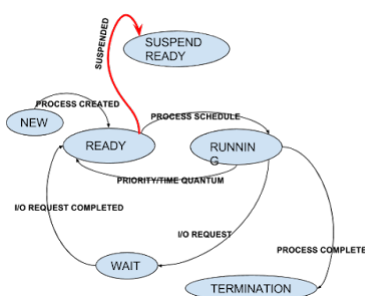 SUSPENDED
SUSPEND
READY
PROCESS CREATED
NEW
PROCESS SCHEDULE
READY
RUNNIN
G
PRIORITY/TIME QUANTUM
I/O REQUEST COMPLETED
I/O REQUEST
PROCESS COMPLETE
WAIT
TERMINATION